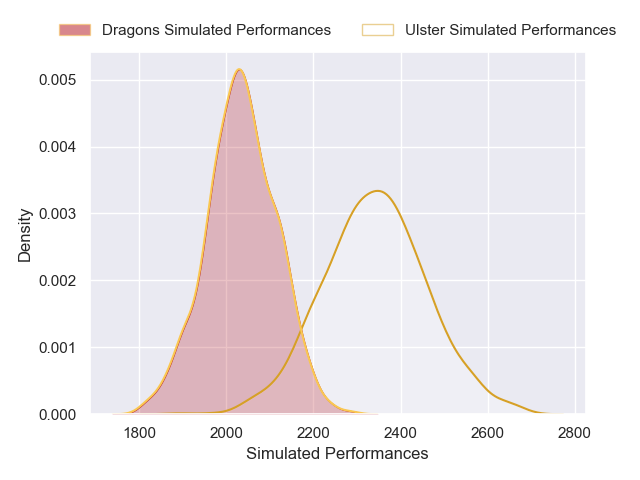 Dragons Simulated Performances
Ulster Simulated Performances
0.005
0.004
0.003
0.002
0.001
0.000
Density
1800 2000 2200 2400 2600 2800
Simulated Performances